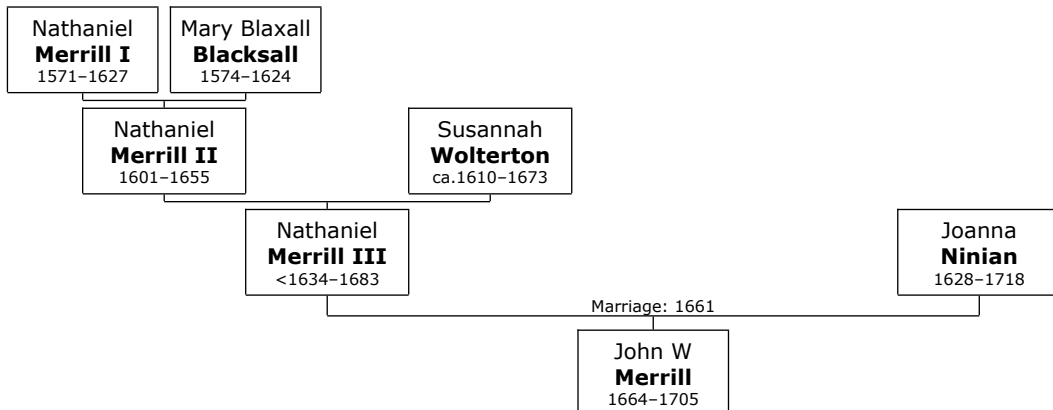 Nathaniel
Merrill I
1571–1627
Mary Blaxall
Blacksall
1574–1624
Nathaniel
Merrill II
1601–1655
Susannah
Wolterton
ca.1610–1673
Nathaniel
Merrill III
<1634–1683
Joanna
Ninian
1628–1718
Marriage: 1661
John W
Merrill
1664–1705